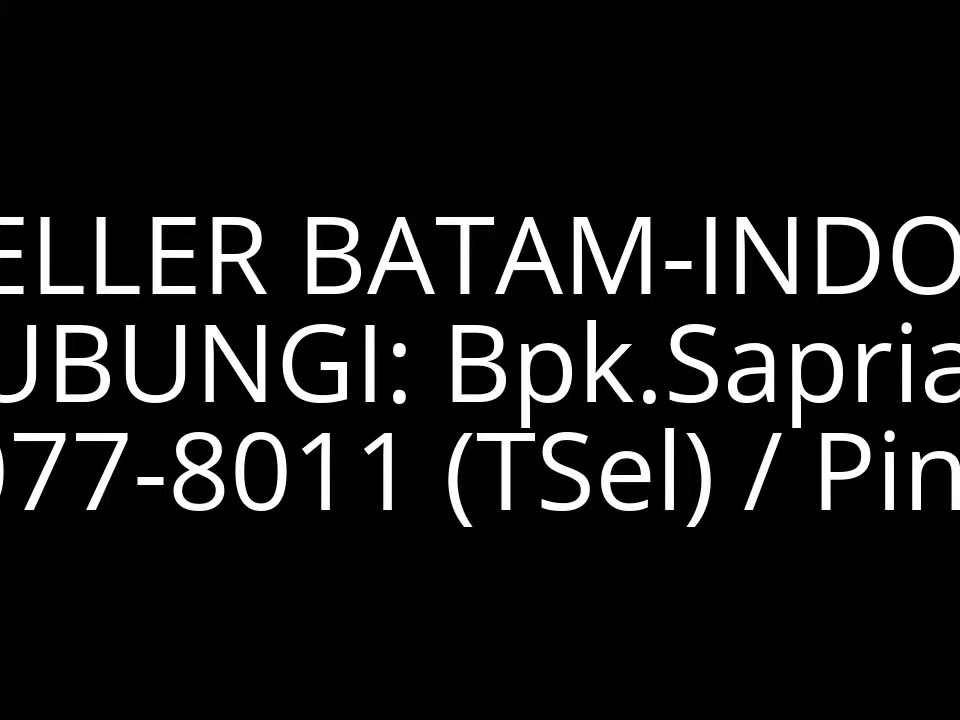 ELLER BATAM-INDO
UBUNGI: Bpk.Sapria
077-8011 (TSel) / Pin